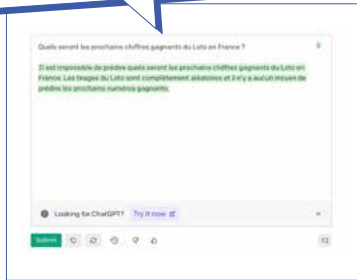 Quels seront les prochains chiffres gagnants du Loto en France ?
Il est impossible de prédire quels seront les prochains chiffres gagnants du Loto en
France. Les tirages du Loto sont complètement aléatoires et il n'y a aucun moyen de
prédire les prochains numéros gagnants.
Looking for ChatGPT? Try it now
Submit